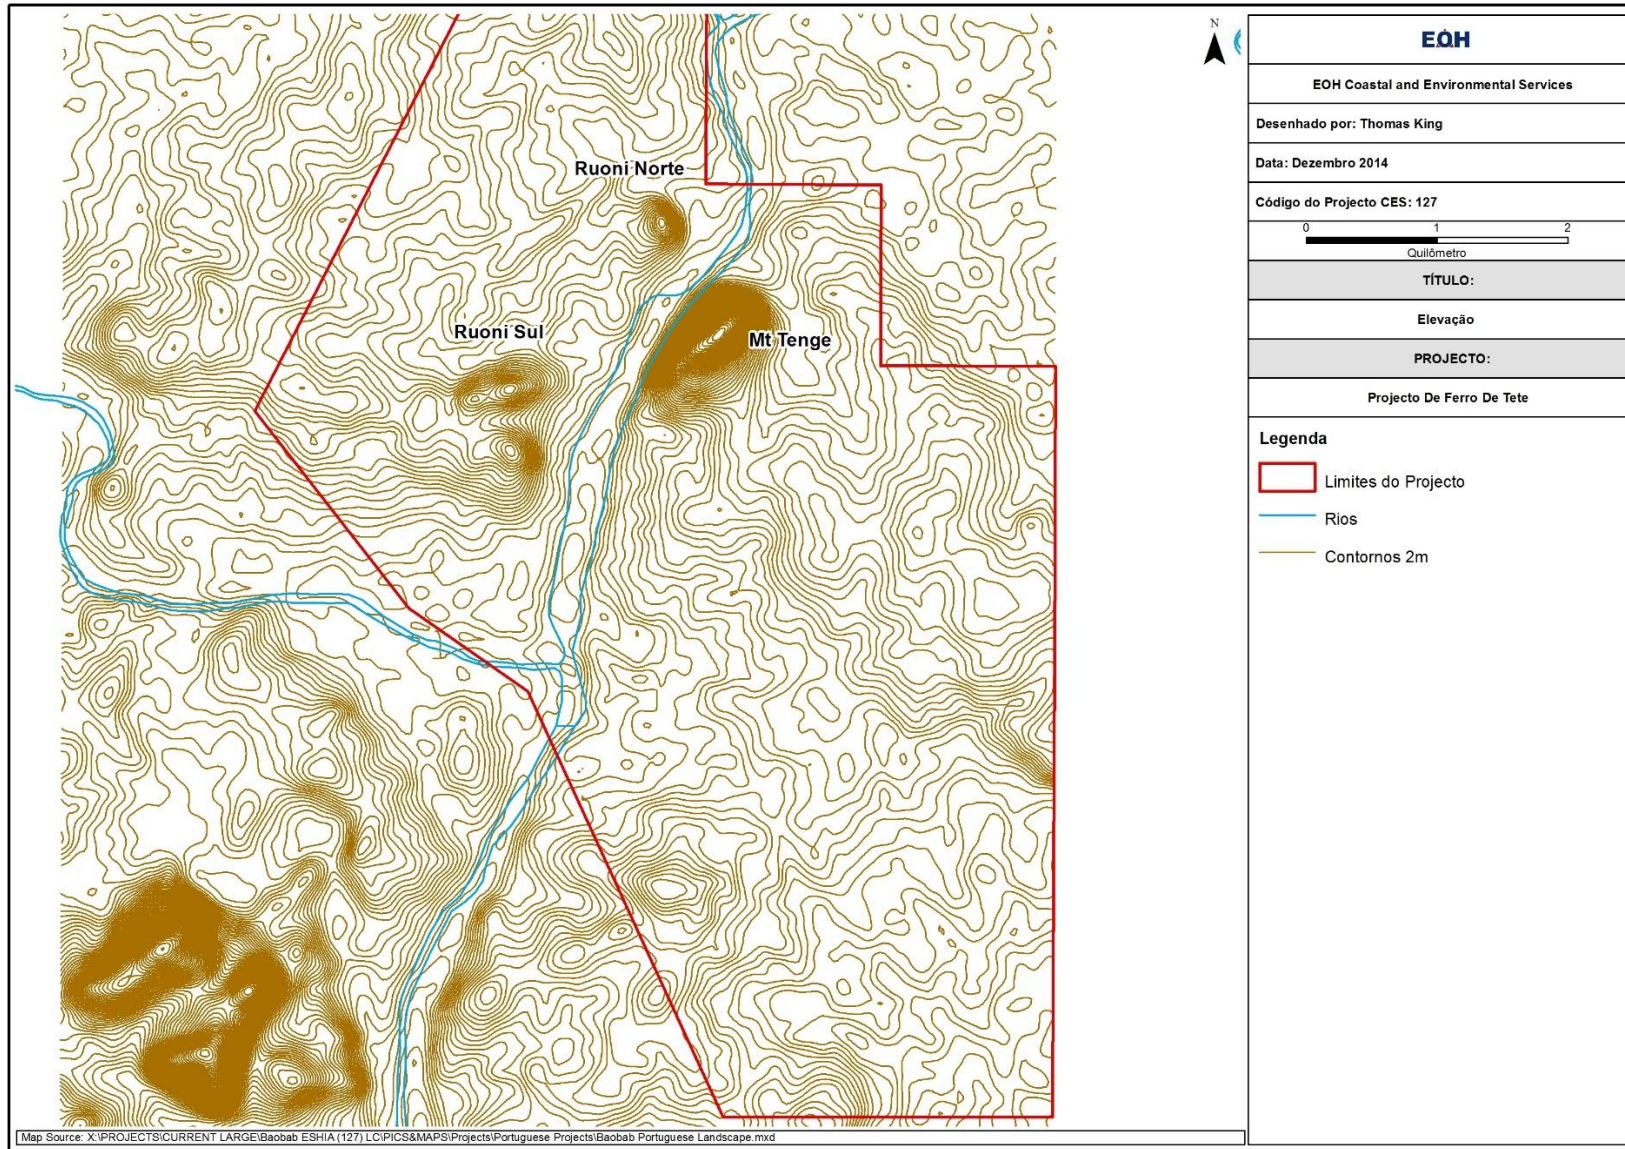 N
Ruoni Norte
Ruoni Sul
Mt Tenge
EOH
EOH Coastal and Environmental Services
Desenhado por: Thomas King
Data: Dezembro 2014
Código do Projecto CES: 127
0 1 2
Quilômetro
TÍTULO:
Elevação
PROJECTO:
Projecto De Ferro De Tete
Legenda
Limites do Projecto
Rios
Contornos 2m
Map Source: X:\PROJECTS\CURRENT LARGE\Baobab ESHIA (127) LC\PICS&MAPS\Projects\Portuguese Projects\Baobab Portuguese Landscape.mxd